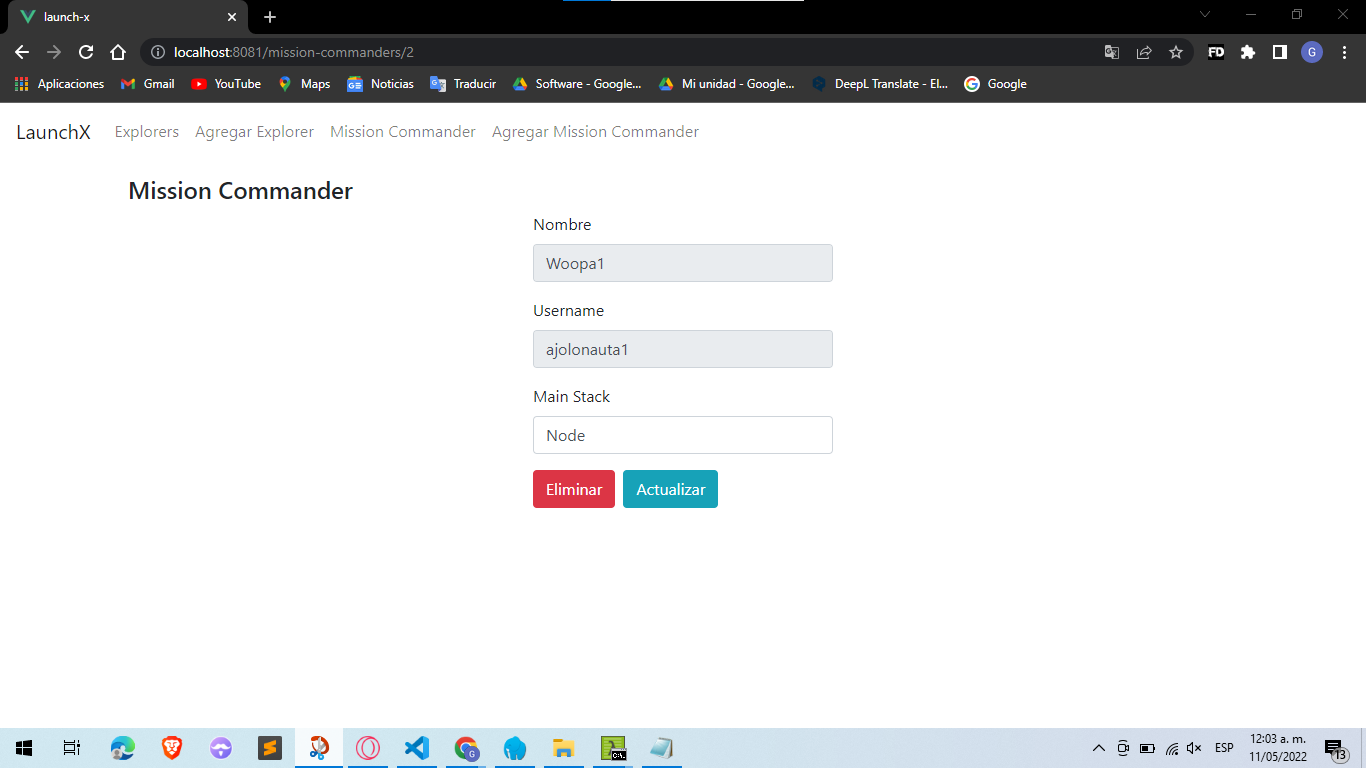 launch-x
localhost:8081/mission-commanders/2
FD
G
Aplicaciones Gmail YouTube Maps Noticias Traducir Software - Google... Mi unidad - Google... DeepL Translate - El... Google
LaunchX Explorers Agregar Explorer Mission Commander Agregar Mission Commander
Mission Commander
Nombre
Woopa1
Username
ajolonauta1
Main Stack
Node
Eliminar Actualizar
ESP
12:03 a. m.
11/05/2022
13